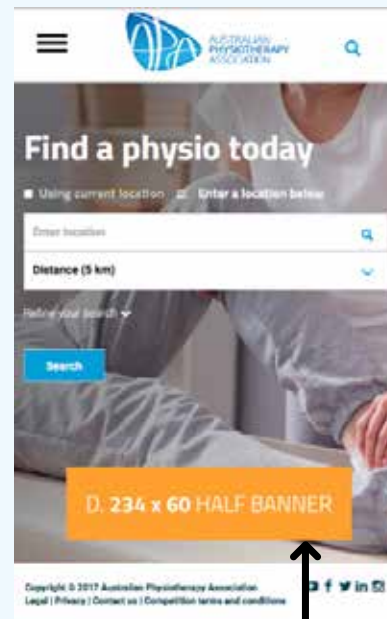 AUSTRALIAN
PHYSIOTHERAPY
ASSOCIATION
Find a physio today
Using current location Enter a location below
Enter location
Distance (5 km)
Refine your search
Search
D. 234 x 60 HALF BANNER
Copyright © 2017 Australian Physiotherapy Association
Legal | Privacy | Contact us | Competition terms and conditions